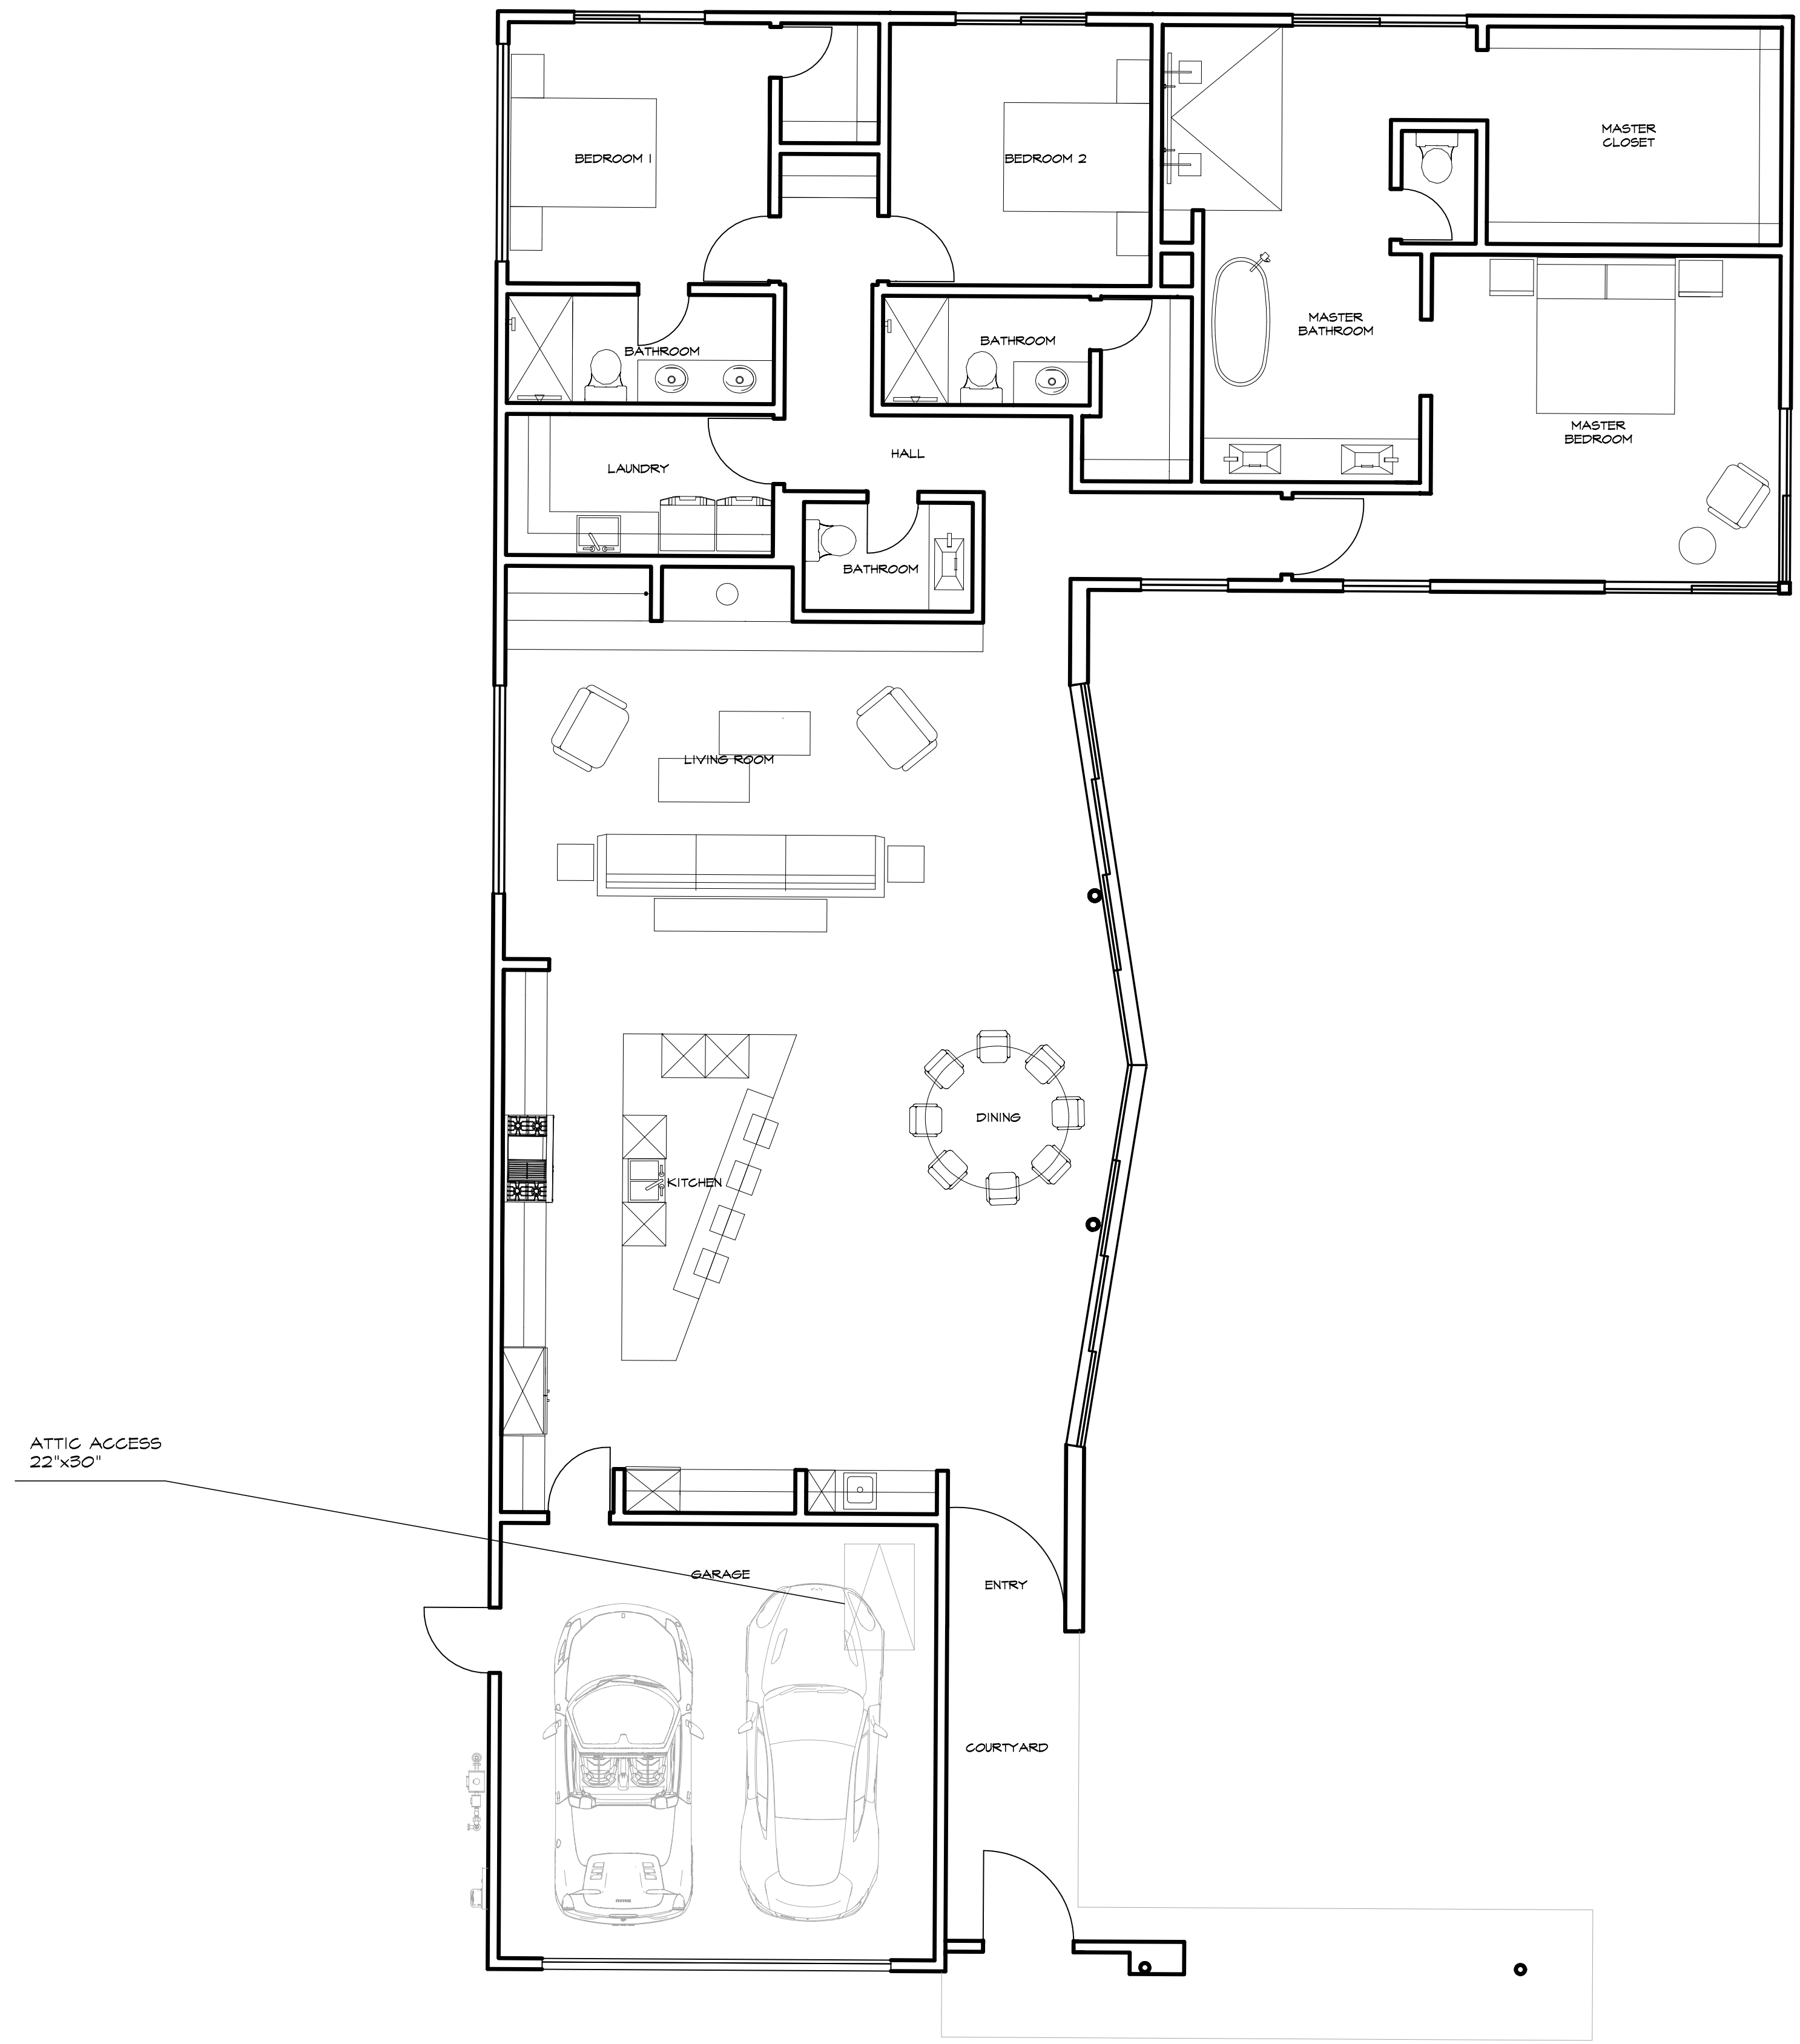 BEDROOM 1
BEDROOM 2
MASTER
CLOSET
MASTER
BATHROOM
BATHROOM
BATHROOM
MASTER
BEDROOM
HALL
LAUNDRY
BATHROOM
LIVING ROOM
DINING
KITCHEN
ATTIC ACCESS
22"x30"
GARAGE
ENTRY
COURTYARD